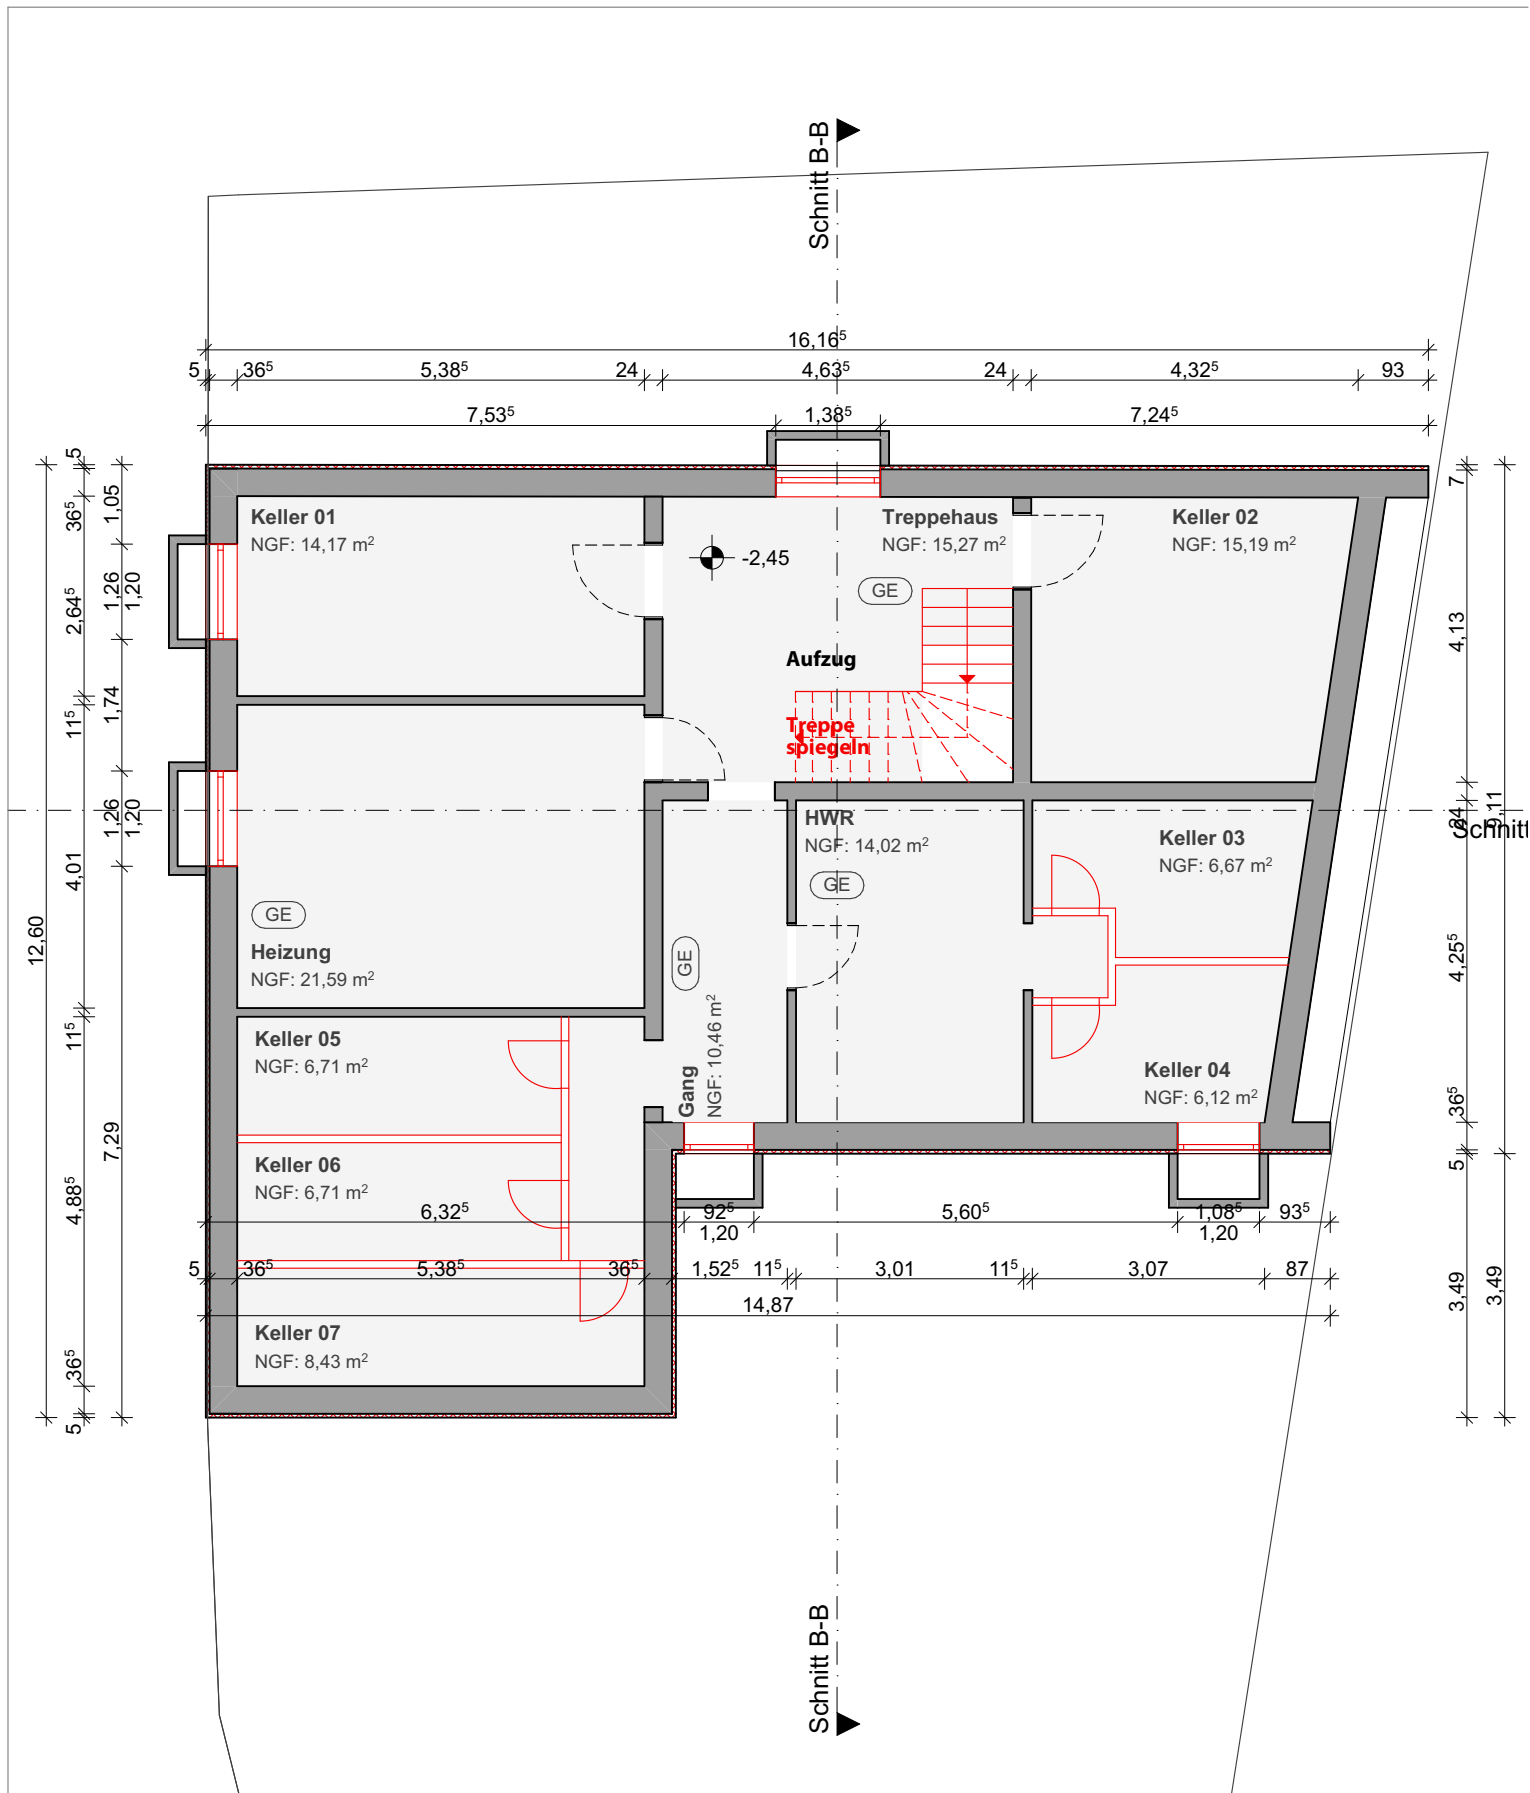 Schnitt B-B
16,16⁵
5
36⁵
5,38⁵
24
4,63⁵
24
4,32⁵
93
7,53⁵
1,38⁵
7,24⁵
5
36⁵
2,64⁵
11⁵
4,01
11⁵
4,88⁵
36⁵
5
1,05
1,26
1,20
1,74
1,26
1,20
7,29
12,60
Keller 01
NGF: 14,17 m²
-2,45
Treppehaus
NGF: 15,27 m²
GE
Keller 02
NGF: 15,19 m²
Aufzug
Treppe
spiegeln
HWR
NGF: 14,02 m²
GE
Keller 03
NGF: 6,67 m²
GE
Heizung
NGF: 21,59 m²
GE
Gang
NGF: 10,46 m²
Keller 04
NGF: 6,12 m²
Keller 05
NGF: 6,71 m²
Keller 06
NGF: 6,71 m²
Keller 07
NGF: 8,43 m²
7
4,13
24
9,11
Schnitt
4,25⁵
36⁵
5
3,49
3,49
6,32⁵
92⁵
1,20
5,60⁵
1,08⁵
1,20
93⁵
5
36⁵
5,38⁵
36⁵
1,52⁵
11⁵
3,01
11⁵
3,07
87
14,87
Schnitt B-B